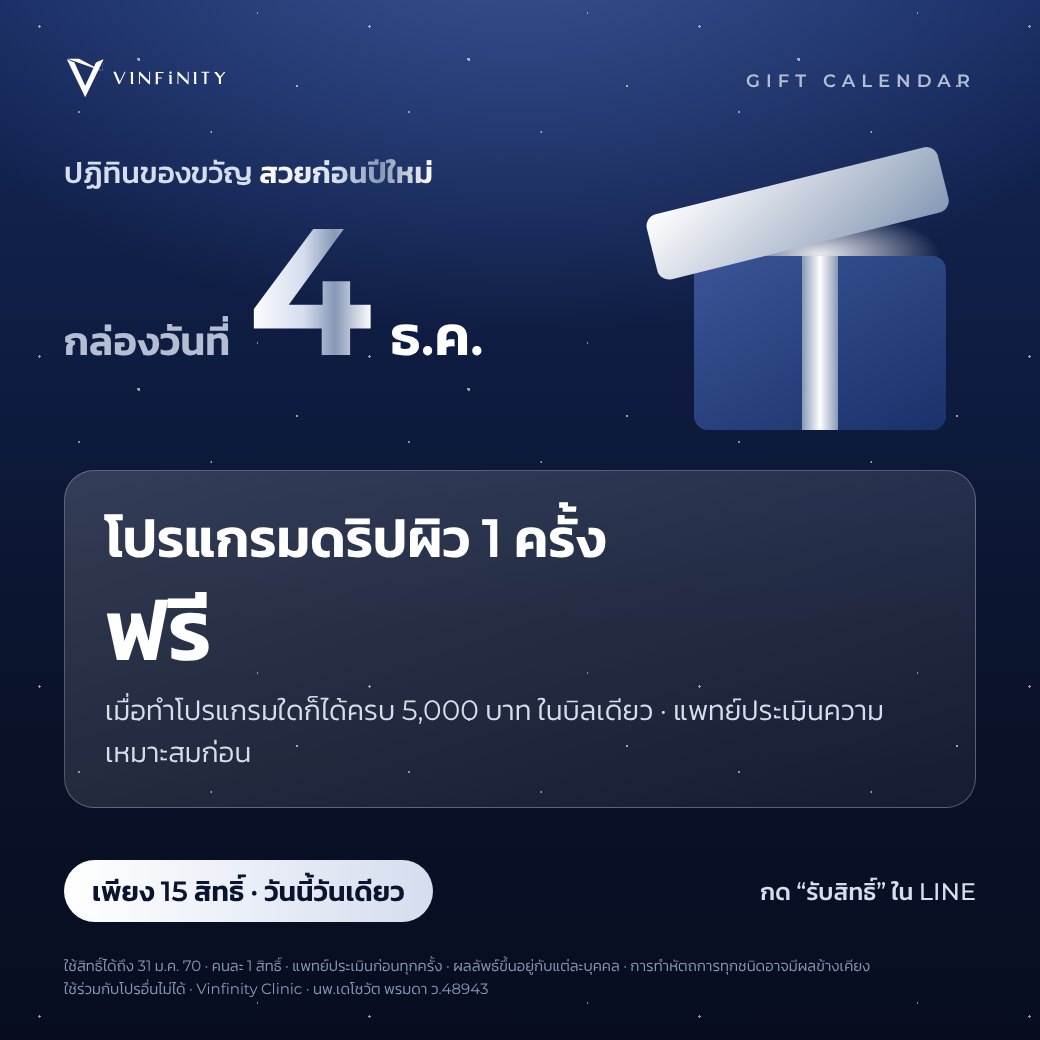 VINFiNITY
GIFT CALENDAR
ปฏิทินของขวัญ สวยก่อนปีใหม่
กล่องวันที่ 4 ธ.ค.
โปรแกรมดริปผิว 1 ครั้ง
ฟรี
เมื่อทำโปรแกรมใดก็ได้ครบ 5,000 บาท ในบิลเดียว · แพทย์ประเมินความ
เหมาะสมก่อน
เพียง 15 สิทธิ์ · วันนี้วันเดียว
กด “รับสิทธิ์” ใน LINE
ใช้สิทธิ์ได้ถึง 31 ม.ค. 70 · คนละ 1 สิทธิ์ · แพทย์ประเมินก่อนทุกครั้ง · ผลลัพธ์ขึ้นอยู่กับแต่ละบุคคล · การทำหัตถการทุกชนิดอาจมีผลข้างเคียง
ใช้ร่วมกับโปรอื่นไม่ได้ · Vinfinity Clinic · นพ.เดโชวัต พรมดา ว.48943